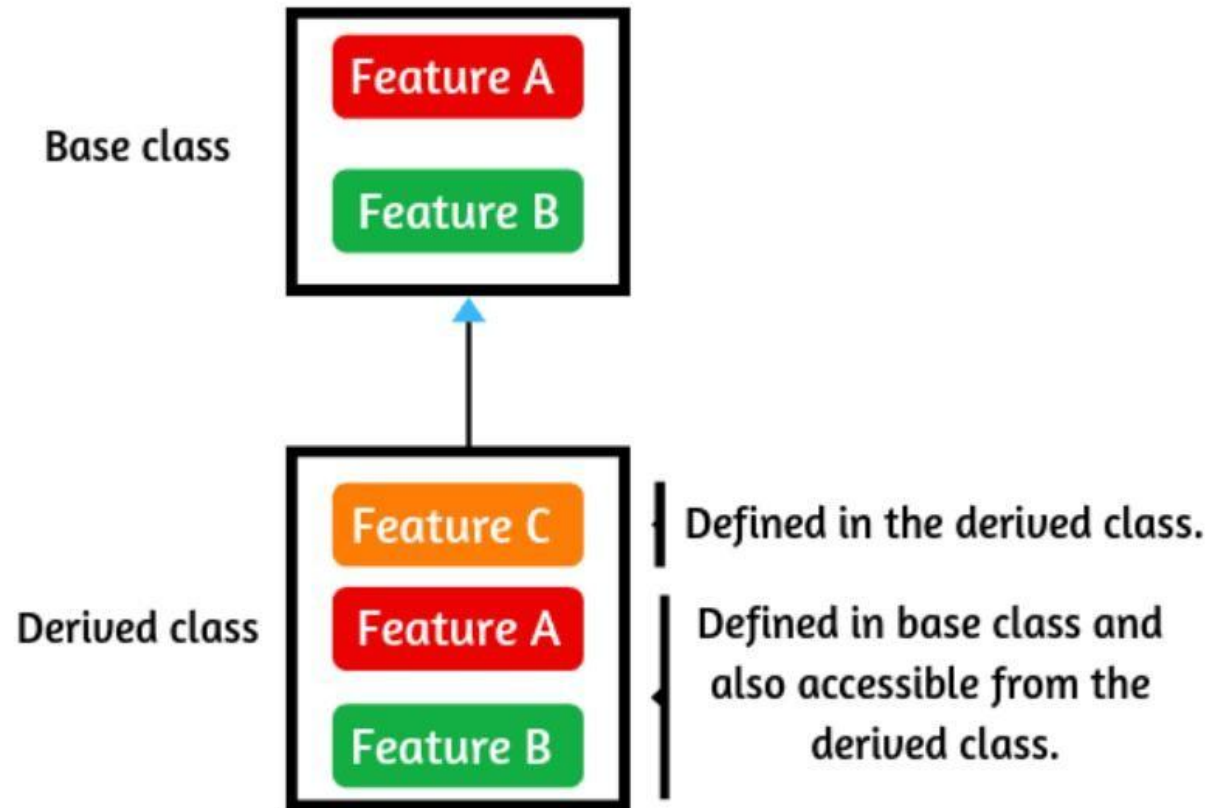 Feature A
Base class
Feature B
Feature C
Defined in the derived class.
Derived class
Feature A
Feature B
Defined in base class and
also accessible from the
derived class.